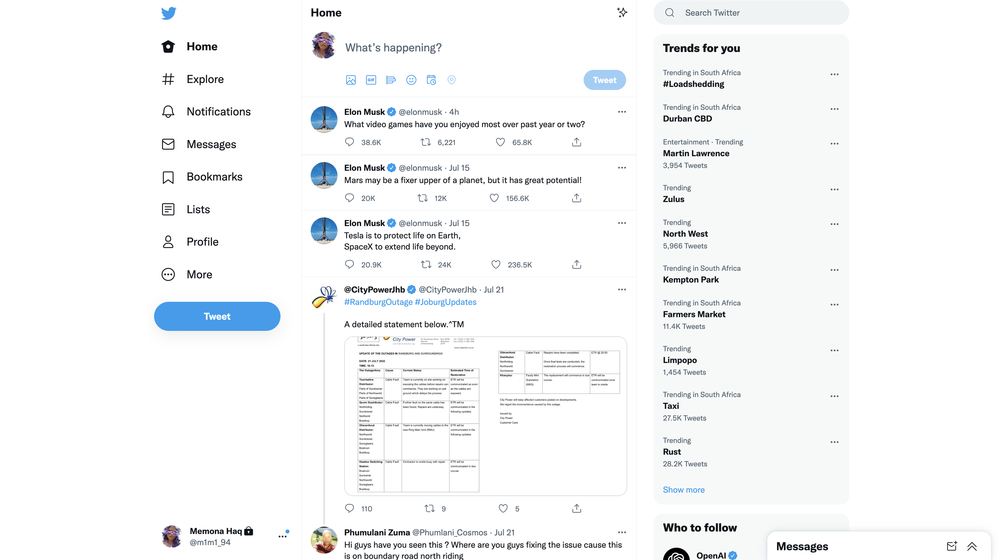 Home
Explore
Notifications
Messages
Bookmarks
Lists
Profile
More
Tweet
Memona Haq
@m1m1_94
Home
What's happening?
GIF
Tweet
Elon Musk @elonmusk · 4h
What video games have you enjoyed most over past year or two?
38.6K 6,221 65.8K
Elon Musk @elonmusk · Jul 15
Mars may be a fixer upper of a planet, but it has great potential!
20K 12K 156.6K
Elon Musk @elonmusk · Jul 15
Tesla is to protect life on Earth,
SpaceX to extend life beyond.
20.9K 24K 236.5K
@CityPowerJhb @CityPowerJhb · Jul 21
#RandburgOutage #JoburgUpdates
A detailed statement below.^TM
a world class African city
City Power
Johannesburg
www.citypower.co.za
UPDATE OF THE OUTAGES IN RANDBURG AND SURROUNDINGS
DATE: 21 JULY 2022
TIME: 16:15
The Outage/Area Cause Current Status Estimated Time of
Restoration
Tourmaline Cable Fault Team is currently on site working on ETR will be
Distributor: exposing the cables before repairs can communicated as soon
Parts of Sundowner commence. They are working on wet as the cables are
Parts of Northworld ground which delays the process. exposed;
Parts of Soneglaans
Quorn Dustributor: Cable Fault Further fault on the same cable has ETR will be
Northriding been found. Repairs are underway. communicated in the
Sundowner following updates.
Northorld
Boshkop
Olievenhout Cable Fault Team is currently moving cables to the ETR will be
Distributor: new Ring Main Unit (RMU) communicated in the
Northworld following updates.
Sundowner
Soneglaans
Boskruin
Boshkop
Hawken Switching Cable Fault Contractor is onsite busy with repair. ETR will be
Station: communicated in due
Boskruin course.
Sunowner
Northworld
Soneglaans
Boshkop
Olievenhout Cable Fault Repairs have been completed. ETR @ 20:00
Distributor:
Northriding Once final tests are conducted, the
Northworld restoration process will commence.
Sundowner
Khanyisa: Faulty Mini The replacement will commence in due ETR will be
Substation course. communicated once
(MSS) team is onsite.
City Power will keep affected customers posted on developments.
We regret the inconvenience caused by this outage.
Issued by;
City Power
Customer Care
110 9 5
Phumulani Zuma @Phumlani_Cosmos · Jul 21
Hi guys have you seen this ? Where are you guys fixing the issue cause this
is on boundary road north riding
Search Twitter
Trends for you
Trending in South Africa
#Loadshedding
Trending in South Africa
Durban CBD
Entertainment · Trending
Martin Lawrence
3,954 Tweets
Trending
Zulus
Trending
North West
5,966 Tweets
Trending in South Africa
Kempton Park
Trending in South Africa
Farmers Market
11.4K Tweets
Trending
Limpopo
1,454 Tweets
Trending in South Africa
Taxi
27.5K Tweets
Trending
Rust
28.2K Tweets
Show more
Who to follow
OpenAI
Messages